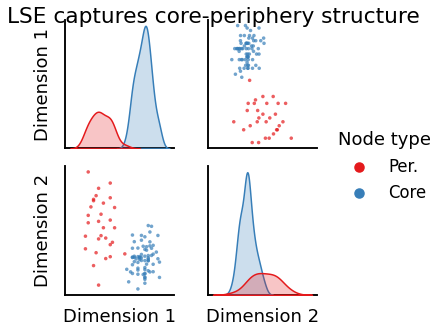 LSE captures core-periphery structure
Dimension 1
Node type
Per.
Core
Dimension 2
Dimension 1
Dimension 2